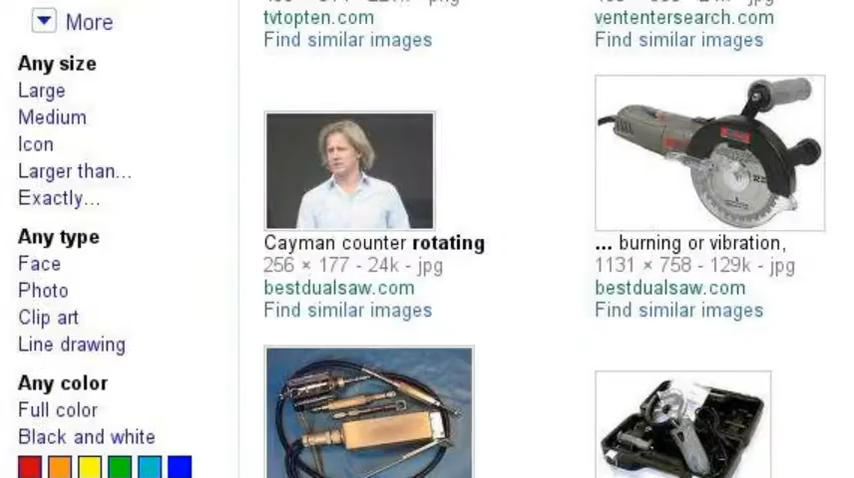 More
Any size
Large
Medium
Icon
Larger than...
Exactly...
Any type
Face
Photo
Clip art
Line drawing
Any color
Full color
Black and white
tvtopten.com
Find similar images
Cayman counter rotating
256 × 177 - 24k - jpg
bestdualsaw.com
Find similar images
vententersearch.com
Find similar images
... burning or vibration,
1131 × 758 - 129k - jpg
bestdualsaw.com
Find similar images